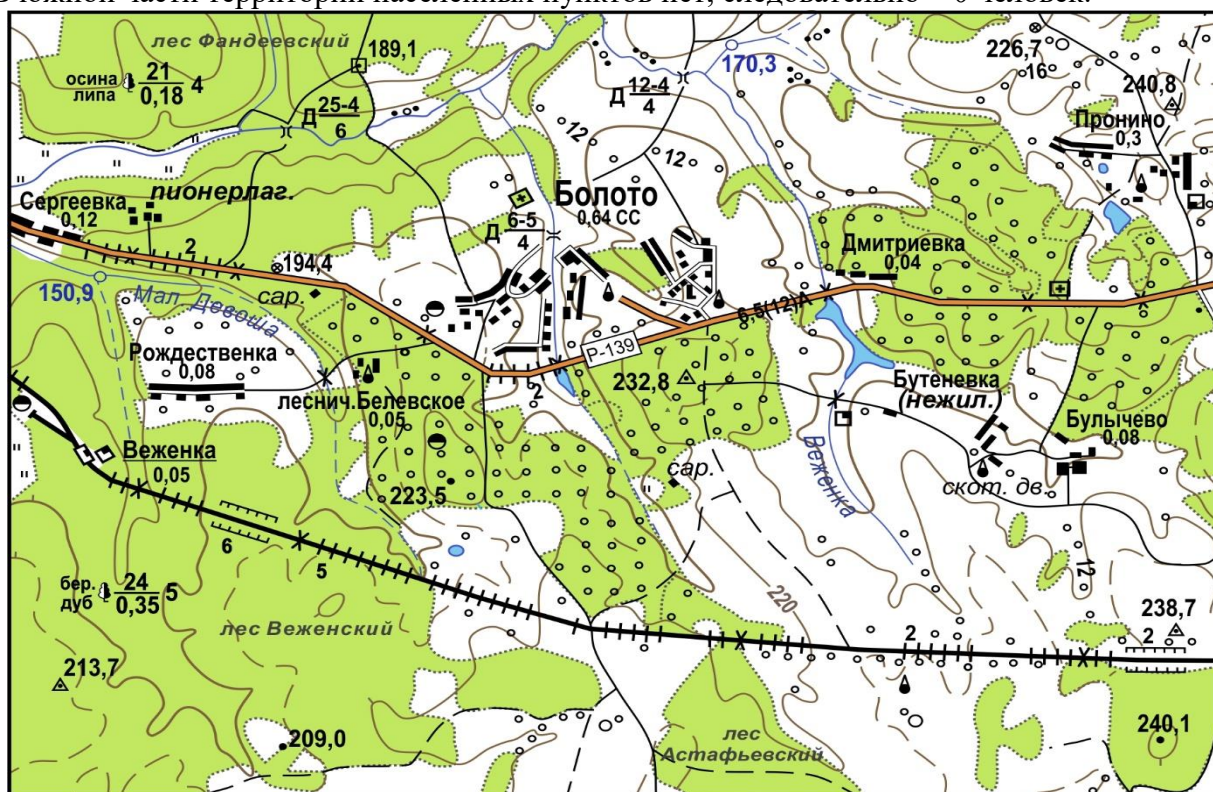 лес Фандеевский
189,1
170,3
226,7
16
240,8
осина
липа
21
0,18
4
Д
25-4
6
Д
12-4
4
12
12
Пронино
0,3
Сергеевка
0,12
пионерлаг.
Болото
0,64 СС
Д
6-5
4
Дмитриевка
0,04
2
194,4
150,9
Мал. Девоша
сар.
6,5(12)А
Р-139
Рождественка
0,08
2
232,8
Бутеневка
(нежил.)
леснич.Белевское
0,05
Булычево
0,08
Веженка
0,05
223,5
сар.
Веженка
скот. дв.
6
5
12
бер.
дуб
24
0,35
5
220
238,7
лес Веженский
2
2
213,7
209,0
лес
Астафьевский
240,1